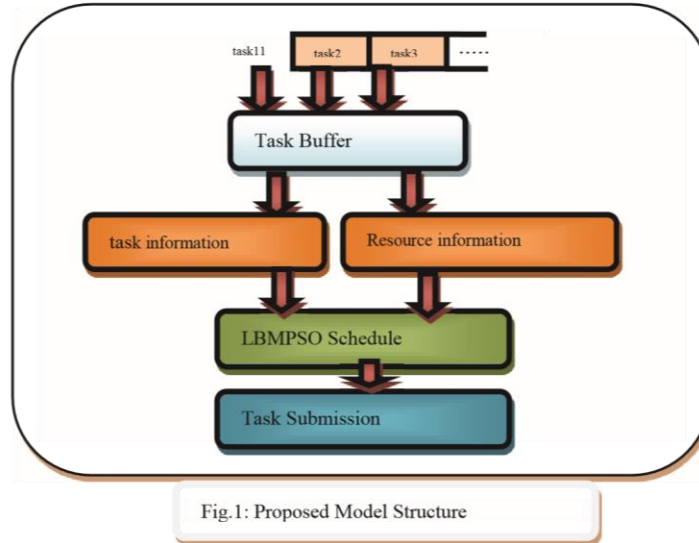 task11 task2 task3 ......
Task Buffer
task information Resource information
LBMPSO Schedule
Task Submission
Fig.1: Proposed Model Structure